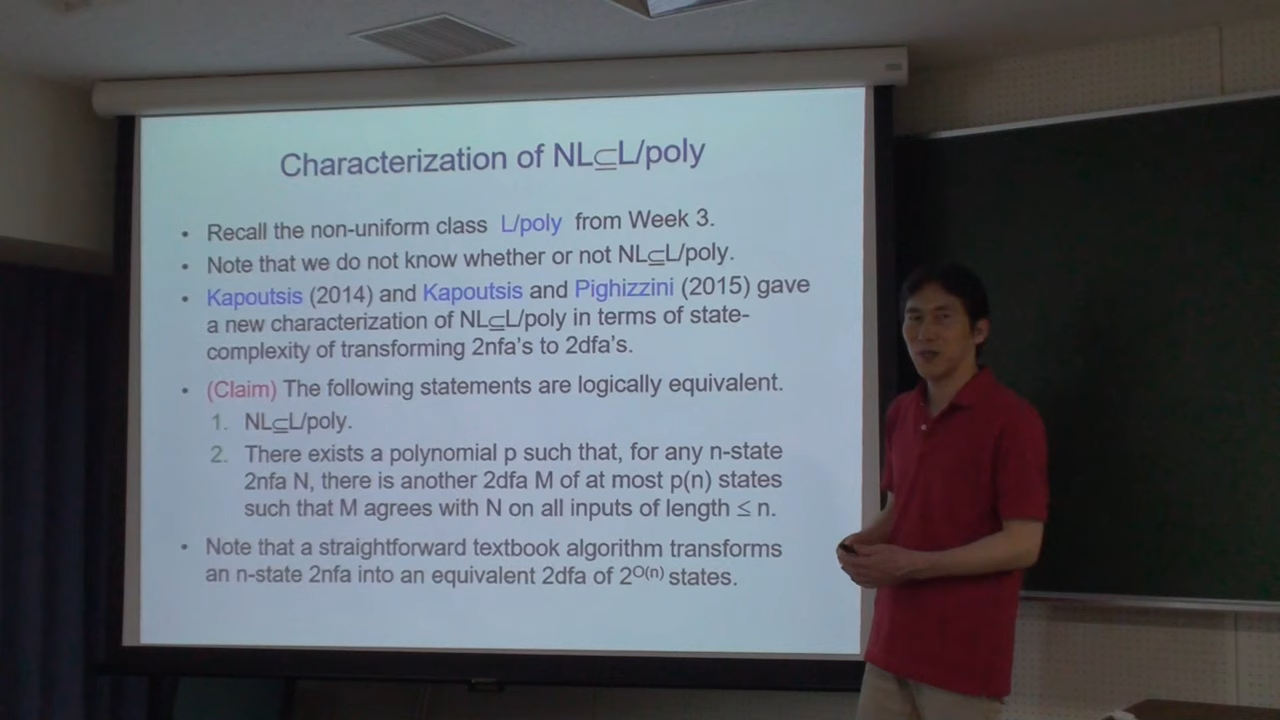 Characterization of NL⊆L/poly
• Recall the non-uniform class L/poly from Week 3.
• Note that we do not know whether or not NL⊆L/poly.
• Kapoutsis (2014) and Kapoutsis and Pighizzini (2015) gave
a new characterization of NL⊆L/poly in terms of state-
complexity of transforming 2nfa's to 2dfa's.
• (Claim) The following statements are logically equivalent.
1. NL⊆L/poly.
2. There exists a polynomial p such that, for any n-state
2nfa N, there is another 2dfa M of at most p(n) states
such that M agrees with N on all inputs of length ≤ n.
• Note that a straightforward textbook algorithm transforms
an n-state 2nfa into an equivalent 2dfa of 2^O(n) states.